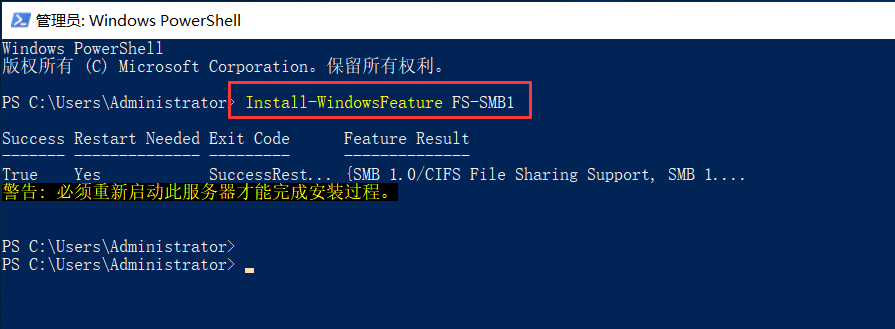 管理员: Windows PowerShell
Windows PowerShell
版权所有 (C) Microsoft Corporation。保留所有权利。
PS C:\Users\Administrator> Install-WindowsFeature FS-SMB1
Success Restart Needed Exit Code      Feature Result
------- -------------- ---------      --------------
True    Yes            SuccessRest... {SMB 1.0/CIFS File Sharing Support, SMB 1....
警告: 必须重新启动此服务器才能完成安装过程。
PS C:\Users\Administrator>
PS C:\Users\Administrator>